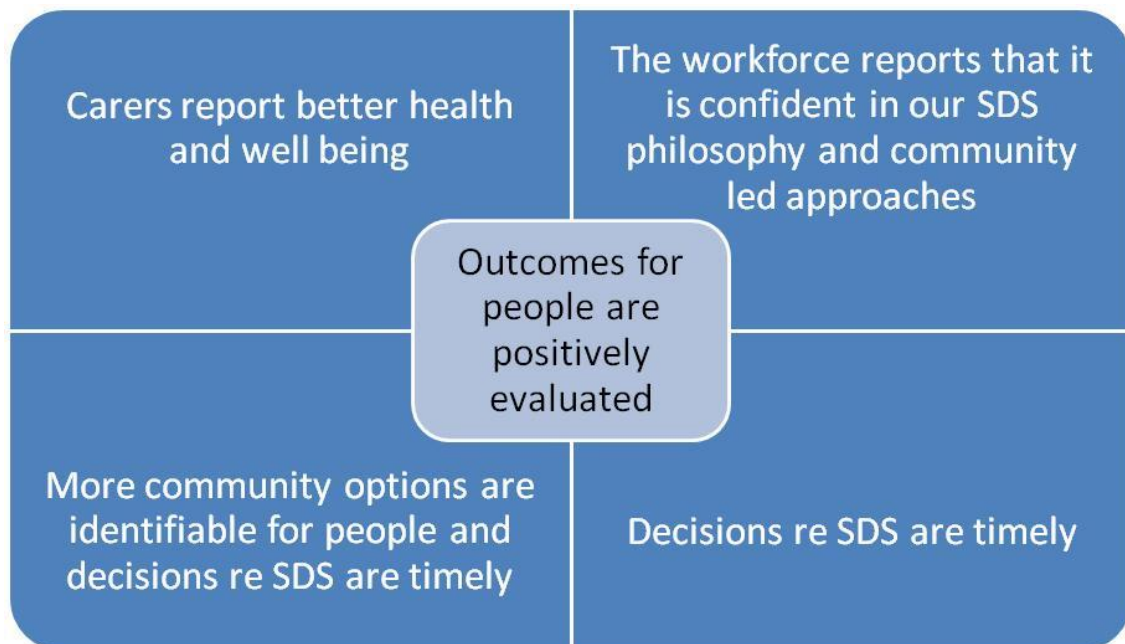 Carers report better health
and well being
The workforce reports that it
is confident in our SDS
philosophy and community
led approaches
Outcomes for
people are
positively
evaluated
More community options are
identifiable for people and
decisions re SDS are timely
Decisions re SDS are timely